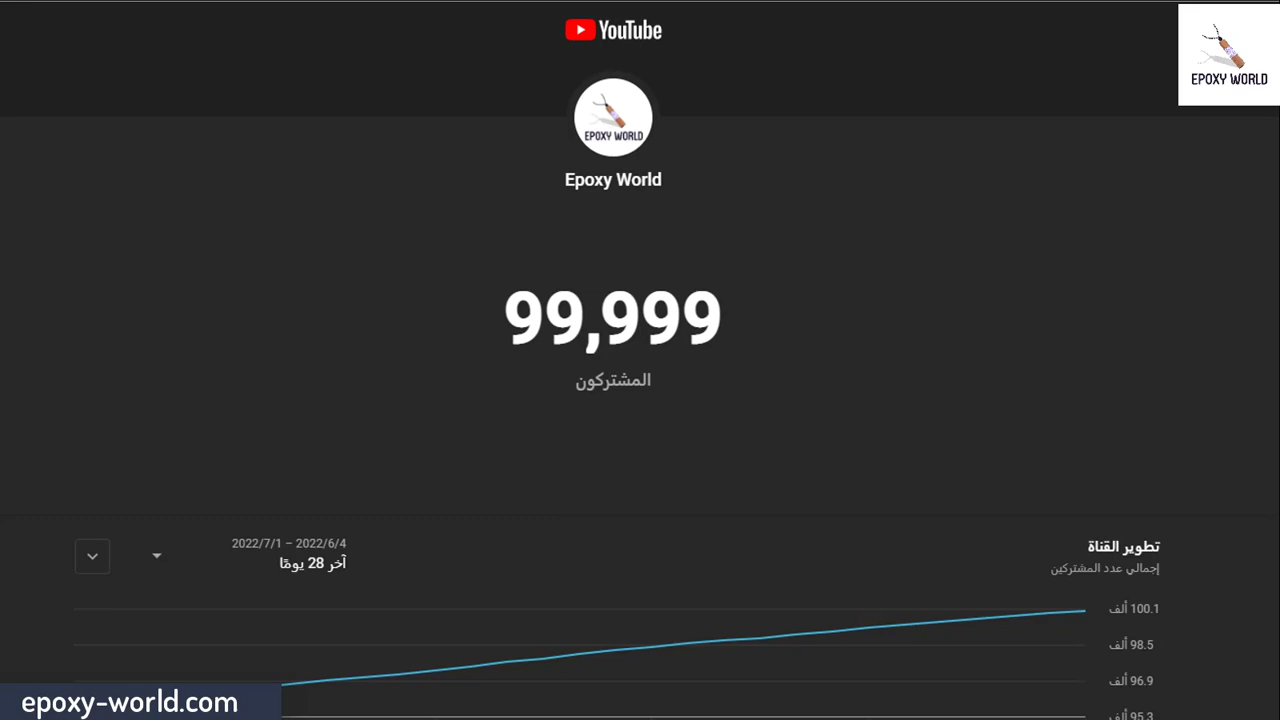 YouTube
EPOXY WORLD
EPOXY WORLD
Epoxy World
99,999
المشتركون
تطوير القناة
إجمالي عدد المشتركين
2022/6/4 – 2022/7/1
آخر 28 يومًا
100.1 ألف
98.5 ألف
96.9 ألف
95.3 ألف
epoxy-world.com